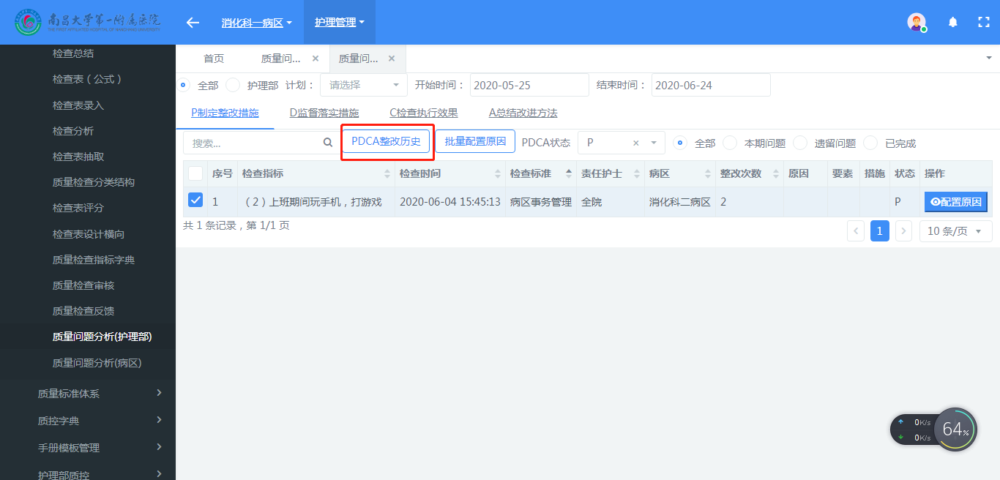 南昌大学第一附属医院
THE FIRST AFFILIATED HOSPITAL OF NANCHANG UNIVERSITY
消化科一病区
护理管理
检查总结
检查表（公式）
检查表录入
检查分析
检查表抽取
质量检查分类结构
检查表评分
检查表设计横向
质量检查指标字典
质量检查审核
质量检查反馈
质量问题分析(护理部)
质量问题分析(病区)
质量标准体系
质控字典
手册模板管理
护理部质控
首页 质量问... × 质量问... ×
全部 护理部 计划： 请选择 开始时间： 2020-05-25 结束时间： 2020-06-24
P制定整改措施 D监督落实措施 C检查执行效果 A总结改进方法
搜索... PDCA整改历史 批量配置原因 PDCA状态 P × 全部 本期问题 遗留问题 已完成
序号 检查指标 检查时间 检查标准 责任护士 病区 整改次数 原因 要素 措施 状态 操作
1 （2）上班期间玩手机，打游戏 2020-06-04 15:45:13 病区事务管理 全院 消化科二病区 2 P 配置原因
共 1 条记录，第 1/1 页
1 10 条/页
0K/s
0K/s
64%